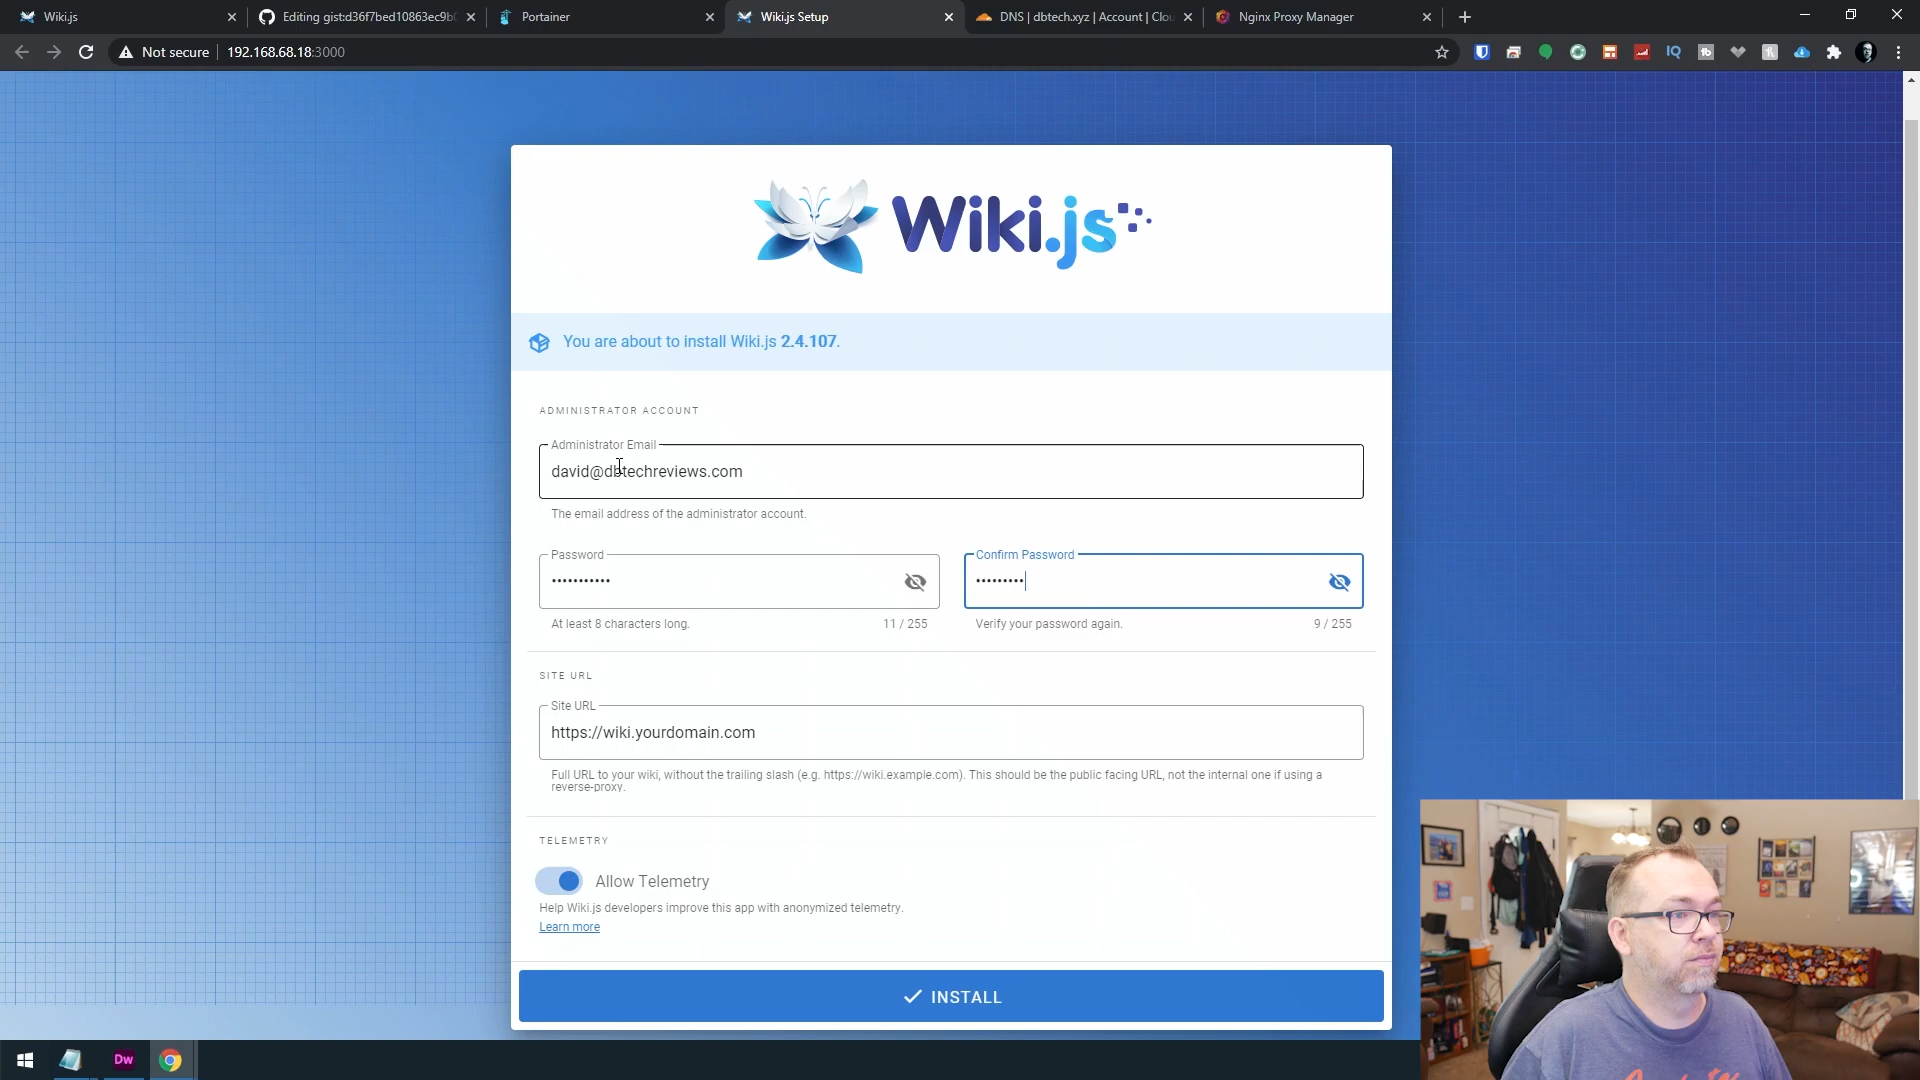 Wiki.js
Editing gist:d36f7bed10863ec9b
Portainer
Wiki.js Setup
DNS | dbtech.xyz | Account | Clou
Nginx Proxy Manager
Not secure
192.168.68.18:3000
Wiki.js
You are about to install Wiki.js 2.4.107.
ADMINISTRATOR ACCOUNT
Administrator Email
david@dbtechreviews.com
The email address of the administrator account.
Password
•••••••••••
At least 8 characters long.
11 / 255
Confirm Password
•••••••••
Verify your password again.
9 / 255
SITE URL
Site URL
https://wiki.yourdomain.com
Full URL to your wiki, without the trailing slash (e.g. https://wiki.example.com). This should be the public facing URL, not the internal one if using a
reverse-proxy.
TELEMETRY
Allow Telemetry
Help Wiki.js developers improve this app with anonymized telemetry.
Learn more
INSTALL
IQ
Dw